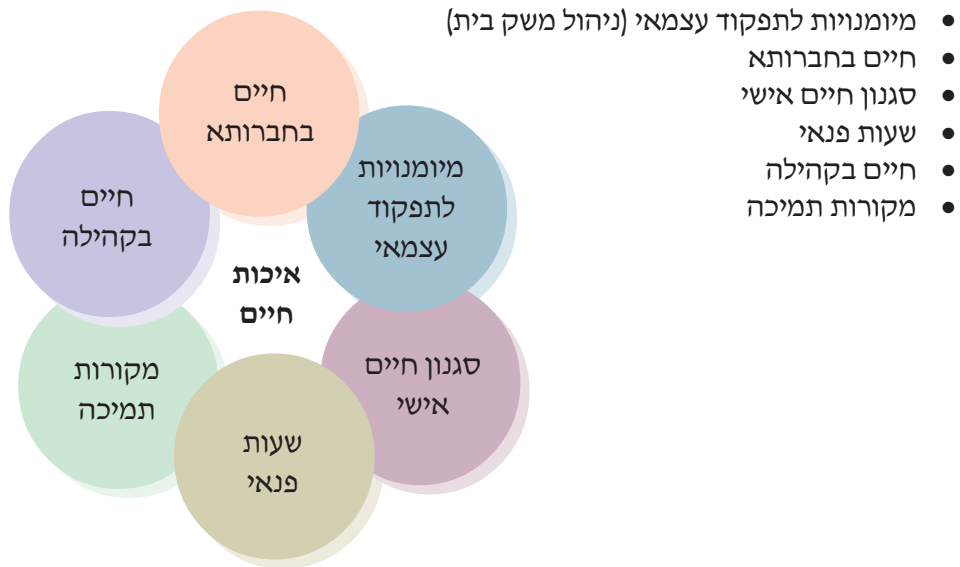 • מיומנויות לתפקוד עצמאי (ניהול משק בית)
• חיים בחברותא
• סגנון חיים אישי
• שעות פנאי
• חיים בקהילה
• מקורות תמיכה
חיים
בחברותא
מיומנויות
לתפקוד
עצמאי
חיים
בקהילה
איכות
חיים
סגנון חיים
אישי
מקורות
תמיכה
שעות
פנאי